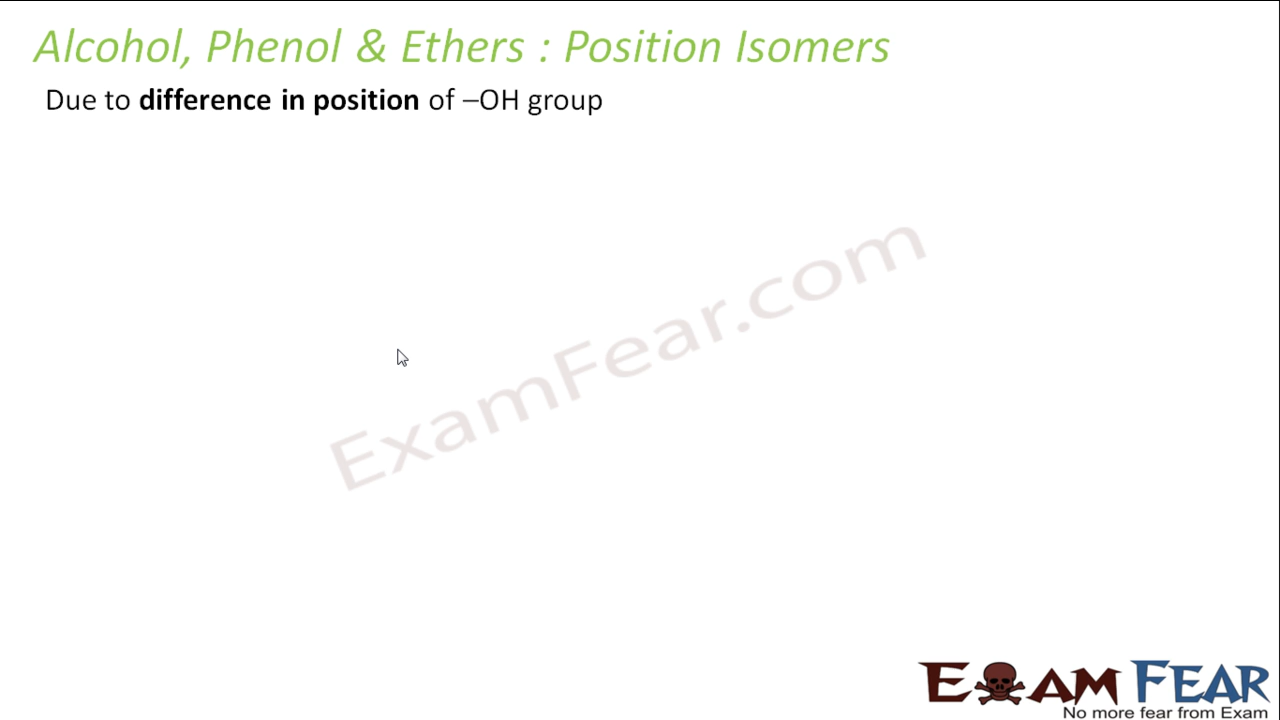 Alcohol, Phenol & Ethers : Position Isomers
Due to difference in position of –OH group
ExamFear.com
EXAM FEAR
No more fear from Exam